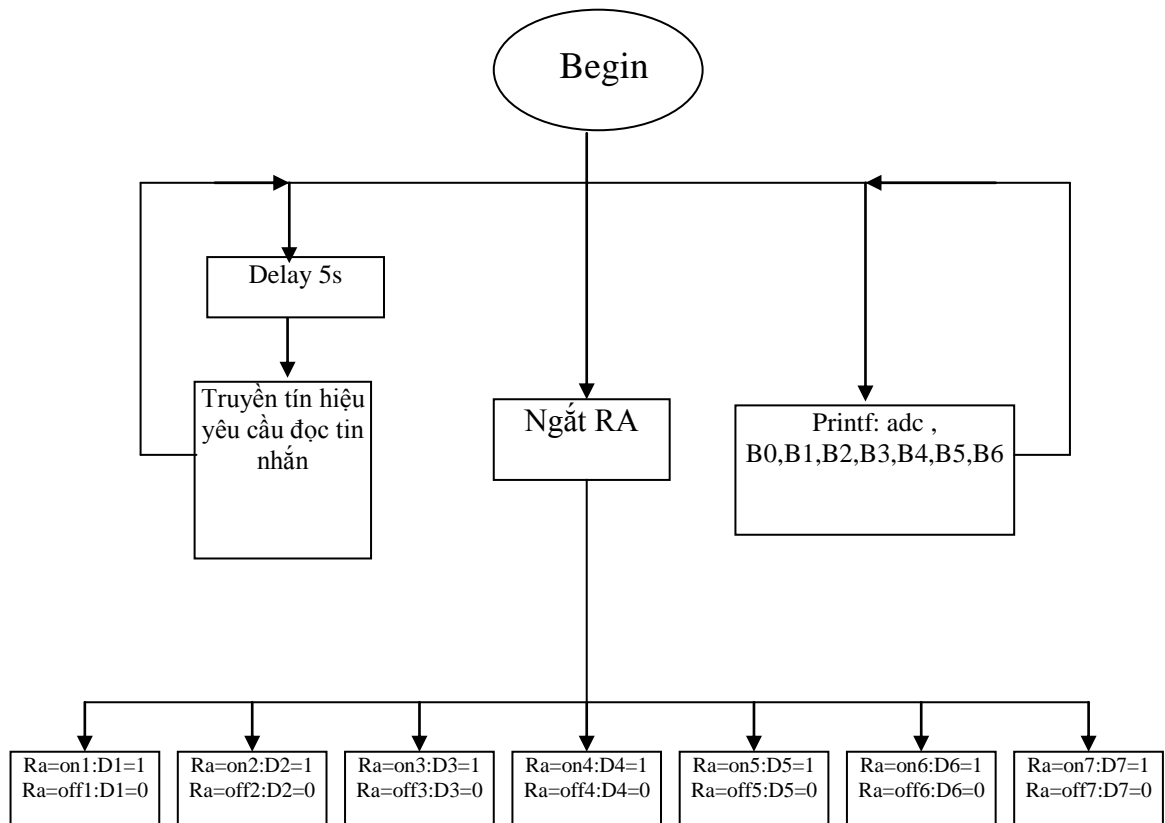 Begin
Delay 5s
Truyền tín hiệu
yêu cầu đọc tin
nhắn
Ngắt RA
Printf: adc ,
B0,B1,B2,B3,B4,B5,B6
Ra=on1:D1=1
Ra=off1:D1=0
Ra=on2:D2=1
Ra=off2:D2=0
Ra=on3:D3=1
Ra=off3:D3=0
Ra=on4:D4=1
Ra=off4:D4=0
Ra=on5:D5=1
Ra=off5:D5=0
Ra=on6:D6=1
Ra=off6:D6=0
Ra=on7:D7=1
Ra=off7:D7=0